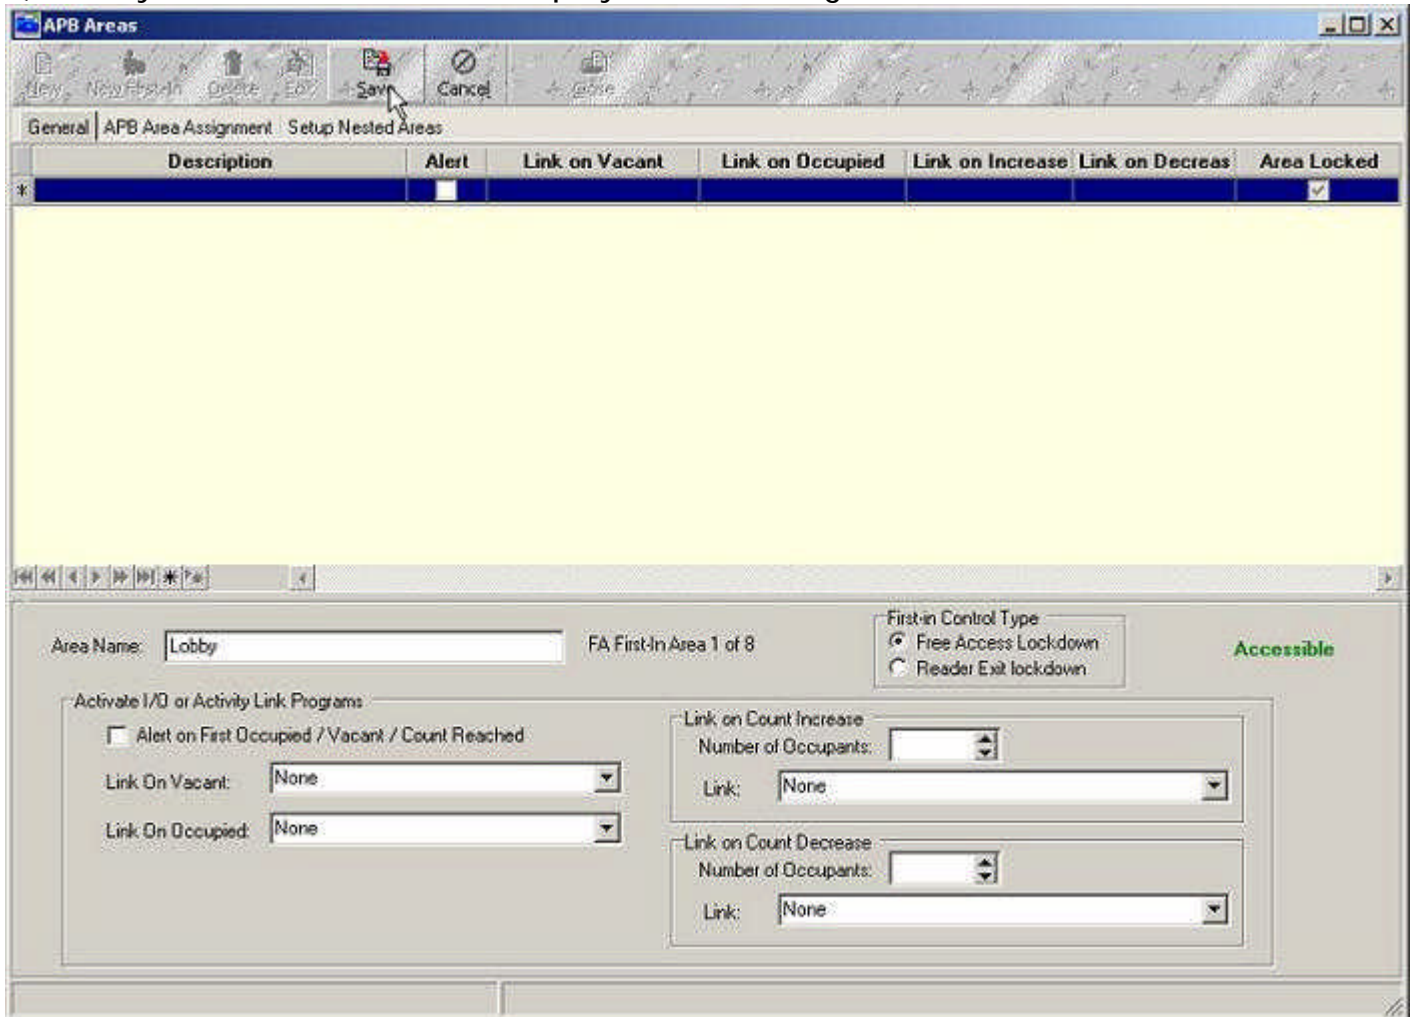 APB Areas
New New First-In Delete Edit Save Cancel Close
General APB Area Assignment Setup Nested Areas
Description Alert Link on Vacant Link on Occupied Link on Increase Link on Decreas Area Locked
Area Name: Lobby FA First-In Area 1 of 8
First-in Control Type
Free Access Lockdown
Reader Exit lockdown
Accessible
Activate I/O or Activity Link Programs
Alert on First Occupied / Vacant / Count Reached
Link On Vacant: None
Link On Occupied: None
Link on Count Increase
Number of Occupants:
Link: None
Link on Count Decrease
Number of Occupants:
Link: None